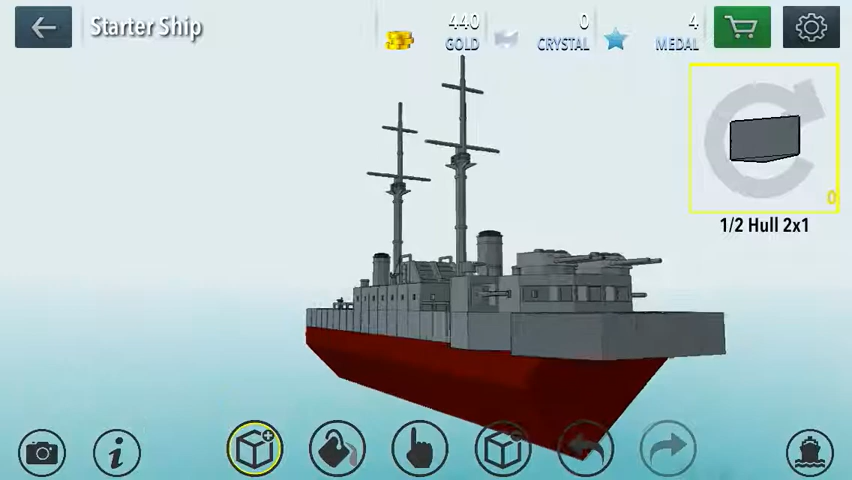 Starter Ship
440
GOLD
0
CRYSTAL
4
MEDAL
0
1/2 Hull 2x1